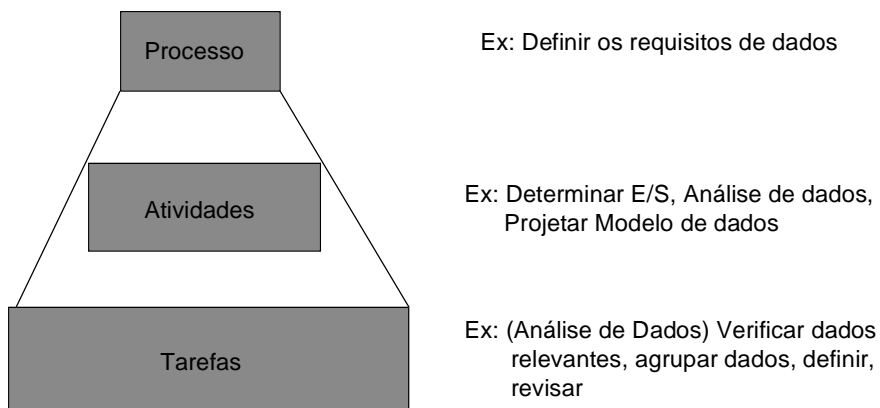 Processo
Ex: Definir os requisitos de dados
Atividades
Ex: Determinar E/S, Análise de dados,
Projetar Modelo de dados
Tarefas
Ex: (Análise de Dados) Verificar dados
relevantes, agrupar dados, definir,
revisar